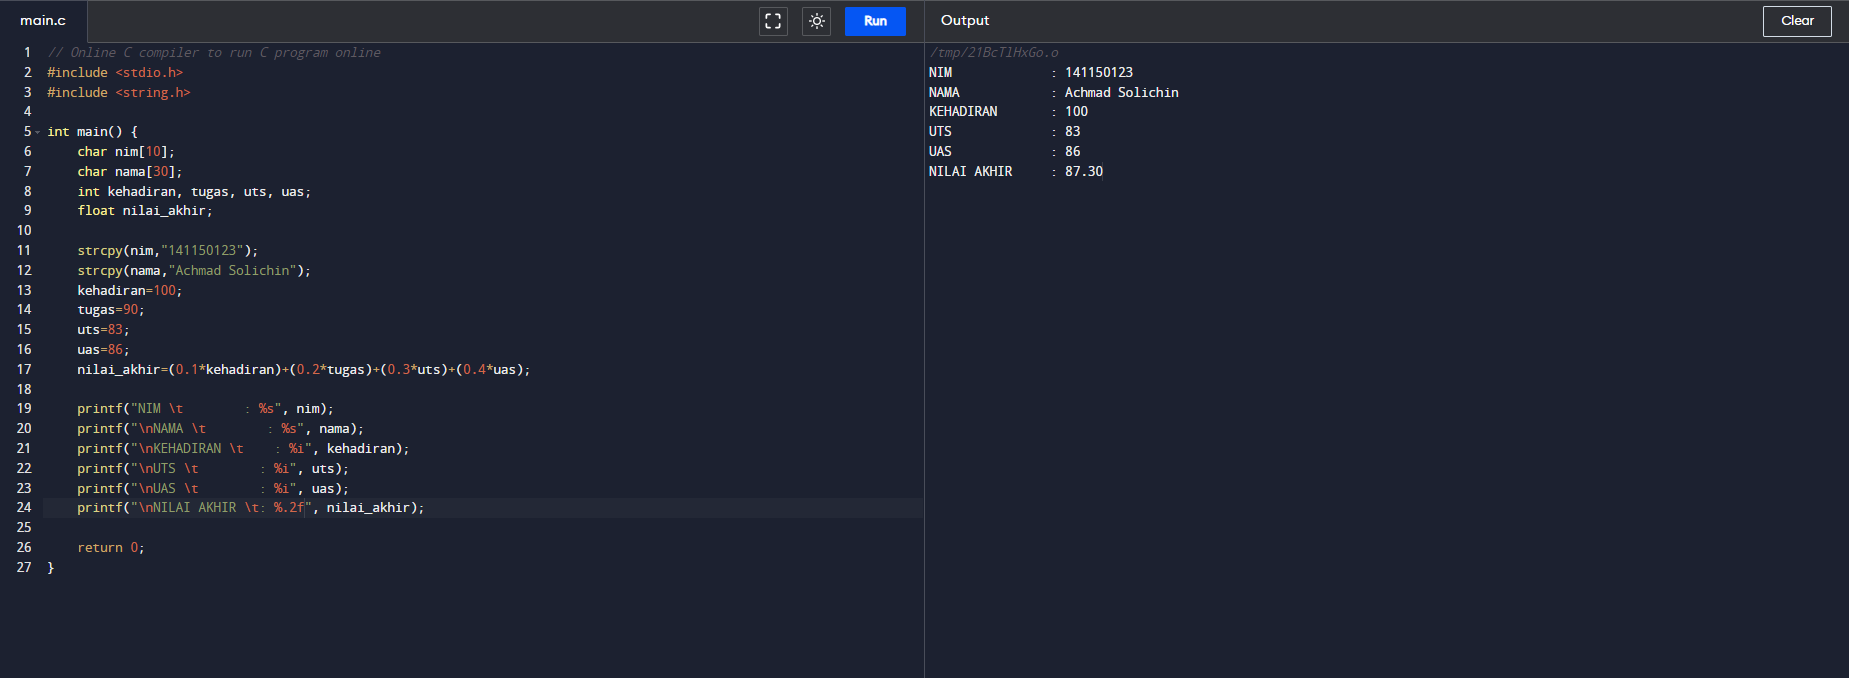 main.c
Run
Output
Clear
1 // Online C compiler to run C program online
2 #include <stdio.h>
3 #include <string.h>
4
5 int main() {
6     char nim[10];
7     char nama[30];
8     int kehadiran, tugas, uts, uas;
9     float nilai_akhir;
10
11     strcpy(nim,"141150123");
12     strcpy(nama,"Achmad Solichin");
13     kehadiran=100;
14     tugas=90;
15     uts=83;
16     uas=86;
17     nilai_akhir=(0.1*kehadiran)+(0.2*tugas)+(0.3*uts)+(0.4*uas);
18
19     printf("NIM \t        : %s", nim);
20     printf("\nNAMA \t        : %s", nama);
21     printf("\nKEHADIRAN \t    : %i", kehadiran);
22     printf("\nUTS \t        : %i", uts);
23     printf("\nUAS \t        : %i", uas);
24     printf("\nNILAI AKHIR \t: %.2f", nilai_akhir);
25
26     return 0;
27 }
/tmp/21BcTlHxGo.o
NIM : 141150123
NAMA : Achmad Solichin
KEHADIRAN : 100
UTS : 83
UAS : 86
NILAI AKHIR : 87.30